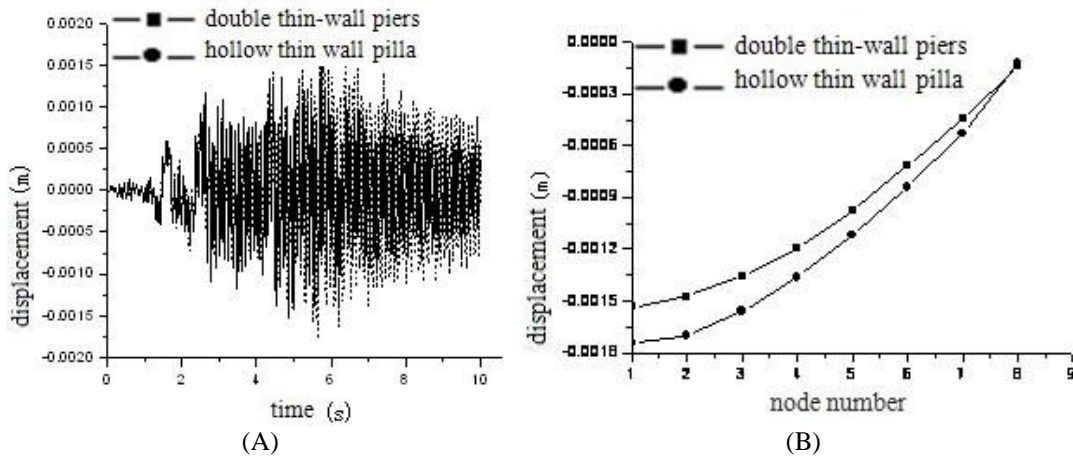 double thin-wall piers
hollow thin wall pilla
0.0020
0.0015
0.0010
0.0005
0.0000
-0.0005
-0.0010
-0.0015
-0.0020
displacement (m)
0 2 4 6 8 10
time (s)
(A)
double thin-wall piers
hollow thin wall pilla
-0.0000
-0.0003
-0.0006
-0.0009
-0.0012
-0.0015
-0.0018
displacement (m)
1 2 3 4 5 6 7 8 9
node number
(B)